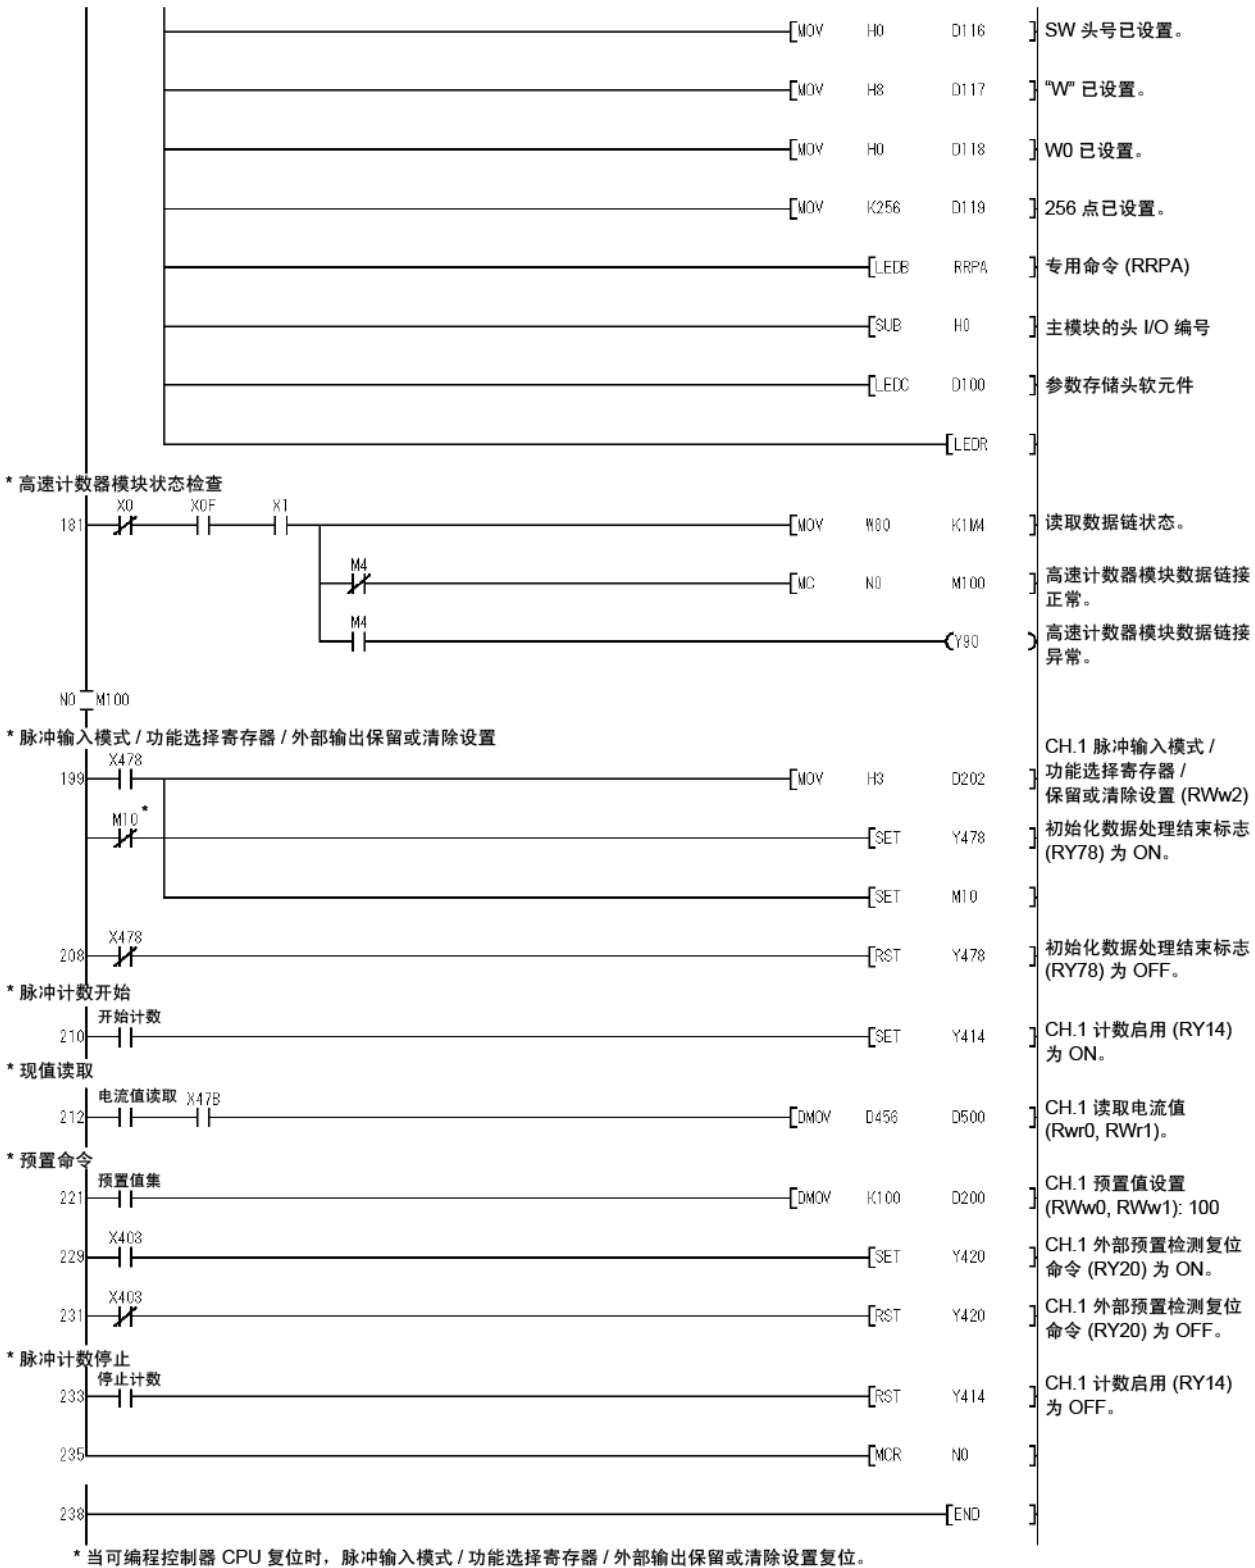 MOV H0 D116 SW 头号已设置。
MOV H8 D117 “W” 已设置。
MOV H0 D118 W0 已设置。
MOV K256 D119 256 点已设置。
LEDB RRPA 专用命令 (RRPA)
SUB H0 主模块的头 I/O 编号
LEDC D100 参数存储头软元件
LEDR
* 高速计数器模块状态检查
X0 X0F X1
181 MOV W80 K1M4 读取数据链状态。
M4
MC N0 M100 高速计数器模块数据链接
正常。
M4
Y90 高速计数器模块数据链接
异常。
N0 M100
* 脉冲输入模式 / 功能选择寄存器 / 外部输出保留或清除设置
X478
199 MOV H3 D202 CH.1 脉冲输入模式 /
功能选择寄存器 /
保留或清除设置 (RWw2)
M10 *
SET Y478 初始化数据处理结束标志
(RY78) 为 ON。
SET M10
X478
208 RST Y478 初始化数据处理结束标志
(RY78) 为 OFF。
* 脉冲计数开始
开始计数
210 SET Y414 CH.1 计数启用 (RY14)
为 ON。
* 现值读取
电流值读取 X47B
212 DMOV D456 D500 CH.1 读取电流值
(Rwr0, RWr1)。
* 预置命令
预置值集
221 DMOV K100 D200 CH.1 预置值设置
(RWw0, RWw1): 100
X403
229 SET Y420 CH.1 外部预置检测复位
命令 (RY20) 为 ON。
X403
231 RST Y420 CH.1 外部预置检测复位
命令 (RY20) 为 OFF。
* 脉冲计数停止
停止计数
233 RST Y414 CH.1 计数启用 (RY14)
为 OFF。
235 MCR N0
238 END
* 当可编程控制器 CPU 复位时，脉冲输入模式 / 功能选择寄存器 / 外部输出保留或清除设置复位。